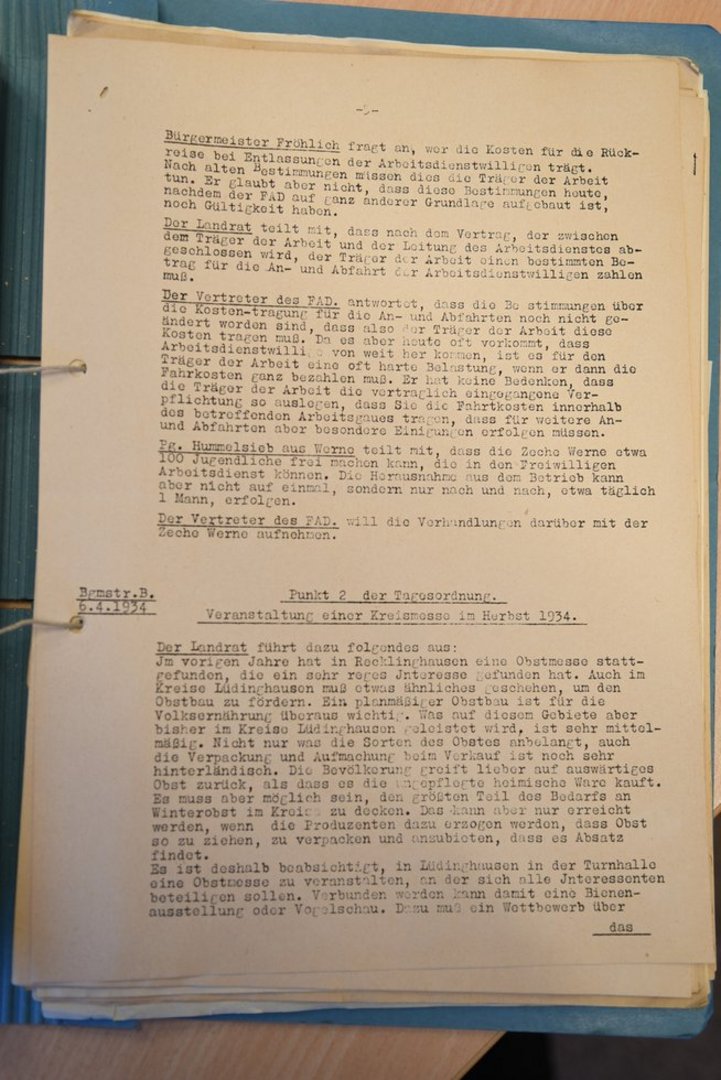 -5-
Bürgermeister Fröhlich fragt an, wer die Kosten für die Rück-
reise bei Entlassungen der Arbeitsdienstwilligen trägt.
Nach alten Bestimmungen müssen dies die Träger der Arbeit
tun. Er glaubt aber nicht, dass diese Bestimmungen heute,
nachdem der FAD auf ganz anderer Grundlage aufgebaut ist,
noch Gültigkeit haben.
Der Landrat teilt mit, dass nach dem Vertrag, der zwischen
dem Träger der Arbeit und der Leitung des Arbeitsdienstes ab-
geschlossen wird, der Träger der Arbeit einen bestimmten Be-
trag für die An- und Abfahrt der Arbeitsdienstwilligen zahlen
muß.
Der Vertreter des FAD. antwortet, dass die Be stimmungen über
die Kosten-tragung für die An- und Abfahrten noch nicht ge-
ändert worden sind, dass also der Träger der Arbeit diese
Kosten tragen muß. Da es aber heute oft vorkommt, dass
Arbeitsdienstwillige von weit her kommen, ist es für den
Träger der Arbeit eine oft harte Belastung, wenn er dann die
Fahrkosten ganz bezahlen muß. Er hat keine Bedenken, dass
die Träger der Arbeit die vertraglich eingegangene Ver-
pflichtung so auslegen, dass Sie die Fahrtkosten innerhalb
des betreffenden Arbeitsgaues tragen, dass für weitere An-
und Abfahrten aber besondere Einigungen erfolgen müssen.
Pg. Hummelsieb aus Werne teilt mit, dass die Zeche Werne etwa
100 Jugendliche frei machen kann, die in den Freiwilligen
Arbeitsdienst können. Die Herausnahme aus dem Betrieb kann
aber nicht auf einmal, sondern nur nach und nach, etwa täglich
1 Mann, erfolgen.
Der Vertreter des FAD. will die Verhandlungen darüber mit der
Zeche Werne aufnehmen.
Bgmstr.B.
6.4.1934
Punkt 2 der Tagesordnung.
Veranstaltung einer Kreismesse im Herbst 1934.
Der Landrat führt dazu folgendes aus:
Jm vorigen Jahre hat in Recklinghausen eine Obstmesse statt-
gefunden, die ein sehr reges Jnteresse gefunden hat. Auch im
Kreise Lüdinghausen muß etwas ähnliches geschehen, um den
Obstbau zu fördern. Ein planmäßiger Obstbau ist für die
Volksernährung überaus wichtig. Was auf diesem Gebiete aber
bisher im Kreise Lüdinghausen geleistet wird, ist sehr mittel-
mäßig. Nicht nur was die Sorten des Obstes anbelangt, auch
die Verpackung und Aufmachung beim Verkauf ist noch sehr
hinterländisch. Die Bevölkerung greift lieber auf auswärtiges
Obst zurück, als dass es die ungepflegte heimische Ware kauft.
Es muss aber möglich sein, den größten Teil des Bedarfs an
Winterobst im Kreise zu decken. Das kann aber nur erreicht
werden, wenn die Produzenten dazu erzogen werden, dass Obst
so zu ziehen, zu verpacken und anzubieten, dass es Absatz
findet.
Es ist deshalb beabsichtigt, in Lüdinghausen in der Turnhalle
eine Obstmesse zu veranstalten, an der sich alle Jnteressenten
beteiligen sollen. Verbunden werden kann damit eine Bienen-
ausstellung oder Vogelschau. Dazu muß ein Wettbewerb über
das